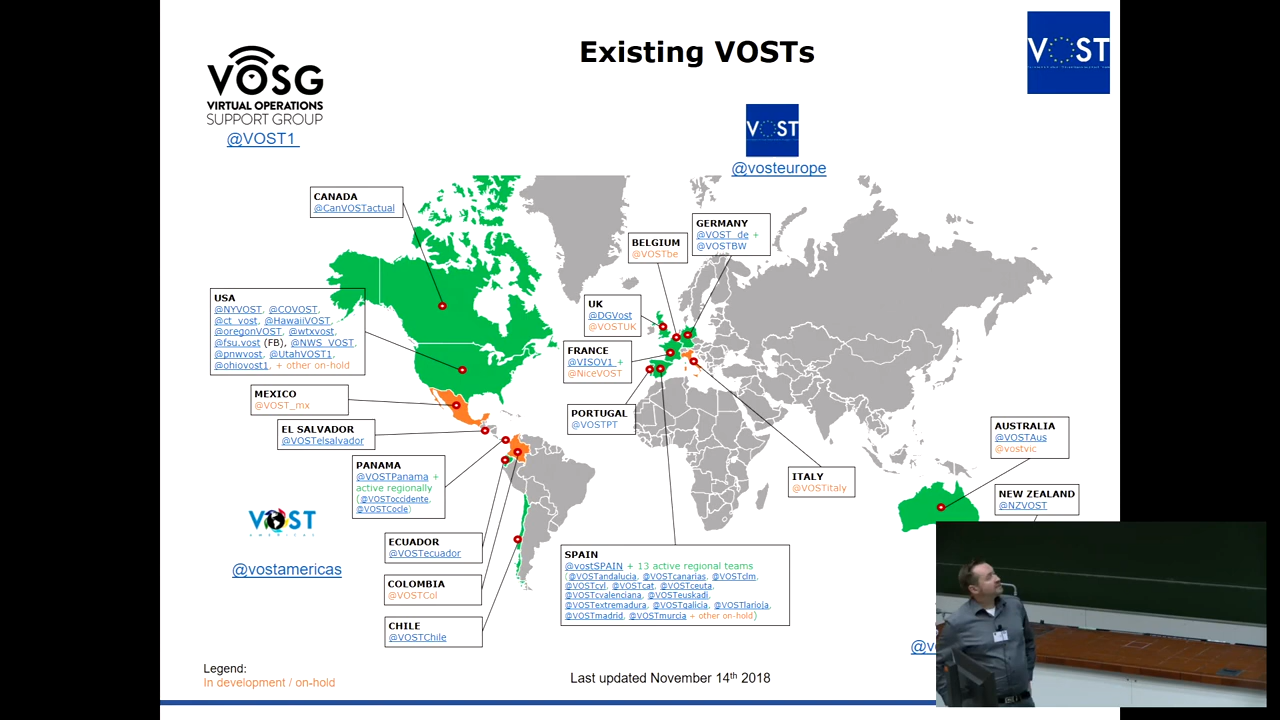 Existing VOSTs
VOSG
VIRTUAL OPERATIONS
SUPPORT GROUP
@VOST1
VOST
VOST
@vosteurope
CANADA
@CanVOSTactual
GERMANY
@VOST_de +
@VOSTBW
BELGIUM
@VOSTbe
USA
@NYVOST, @COVOST,
@ct_vost, @HawaiiVOST,
@oregonVOST, @wtxvost,
@fsu.vost (FB), @NWS_VOST,
@pnwvost, @UtahVOST1,
@ohiovost1, + other on-hold
UK
@DGVost
@VOSTUK
FRANCE
@VISOV1 +
@NiceVOST
MEXICO
@VOST_mx
PORTUGAL
@VOSTPT
EL SALVADOR
@VOSTelsalvador
AUSTRALIA
@VOSTAus
@vostvic
PANAMA
@VOSTPanama +
active regionally
(@VOSToccidente,
@VOSTCocle)
ITALY
@VOSTitaly
NEW ZEALAND
@NZVOST
VOST
AMERICAS
@vostamericas
ECUADOR
@VOSTecuador
COLOMBIA
@VOSTCol
CHILE
@VOSTChile
SPAIN
@vostSPAIN + 13 active regional teams
(@VOSTandalucia, @VOSTcanarias, @VOSTclm,
@VOSTcyl, @VOSTcat, @VOSTceuta,
@VOSTcvalenciana, @VOSTeuskadi,
@VOSTextremadura, @VOSTgalicia, @VOSTlarioja,
@VOSTmadrid, @VOSTmurcia + other on-hold)
Legend:
In development / on-hold
Last updated November 14th 2018